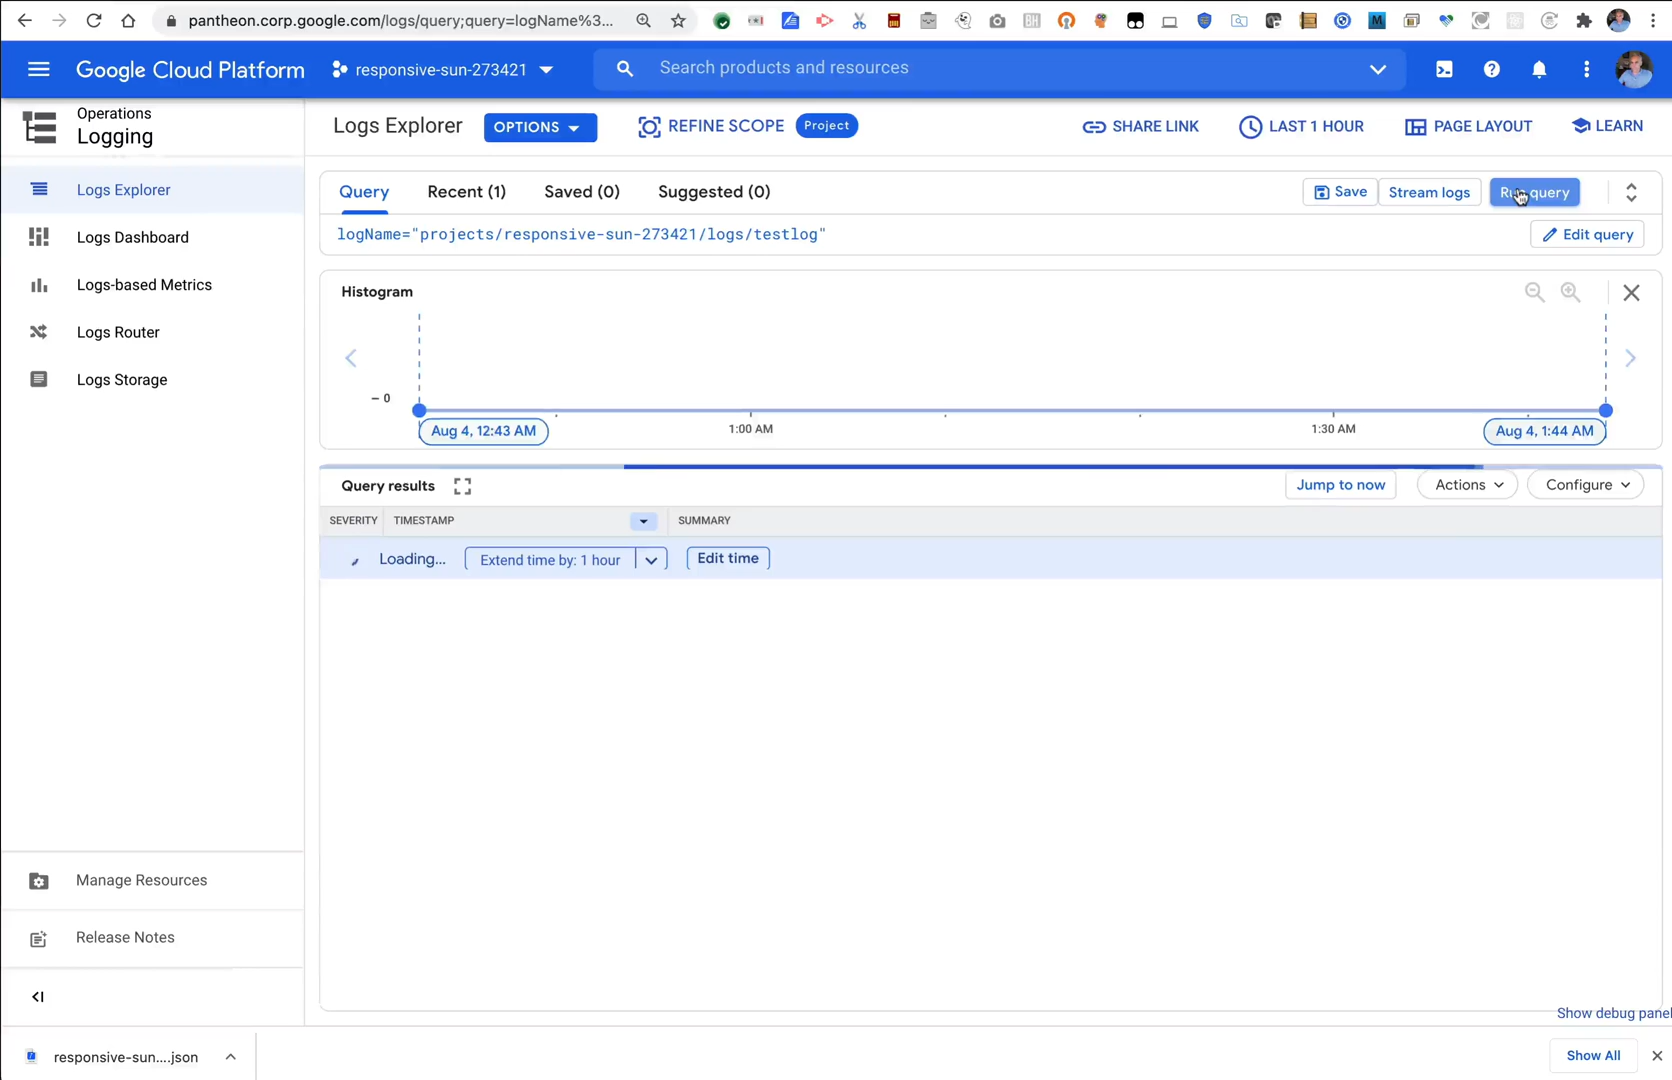 pantheon.corp.google.com/logs/query;query=logName%3...
Google Cloud Platform
responsive-sun-273421
Search products and resources
Operations
Logging
Logs Explorer
OPTIONS
REFINE SCOPE
Project
SHARE LINK
LAST 1 HOUR
PAGE LAYOUT
LEARN
Logs Explorer
Logs Dashboard
Logs-based Metrics
Logs Router
Logs Storage
Manage Resources
Release Notes
Query
Recent (1)
Saved (0)
Suggested (0)
Save
Stream logs
Run query
logName="projects/responsive-sun-273421/logs/testlog"
Edit query
Histogram
0
Aug 4, 12:43 AM
1:00 AM
1:30 AM
Aug 4, 1:44 AM
Query results
Jump to now
Actions
Configure
SEVERITY
TIMESTAMP
SUMMARY
Loading...
Extend time by: 1 hour
Edit time
Show debug panel
responsive-sun....json
Show All